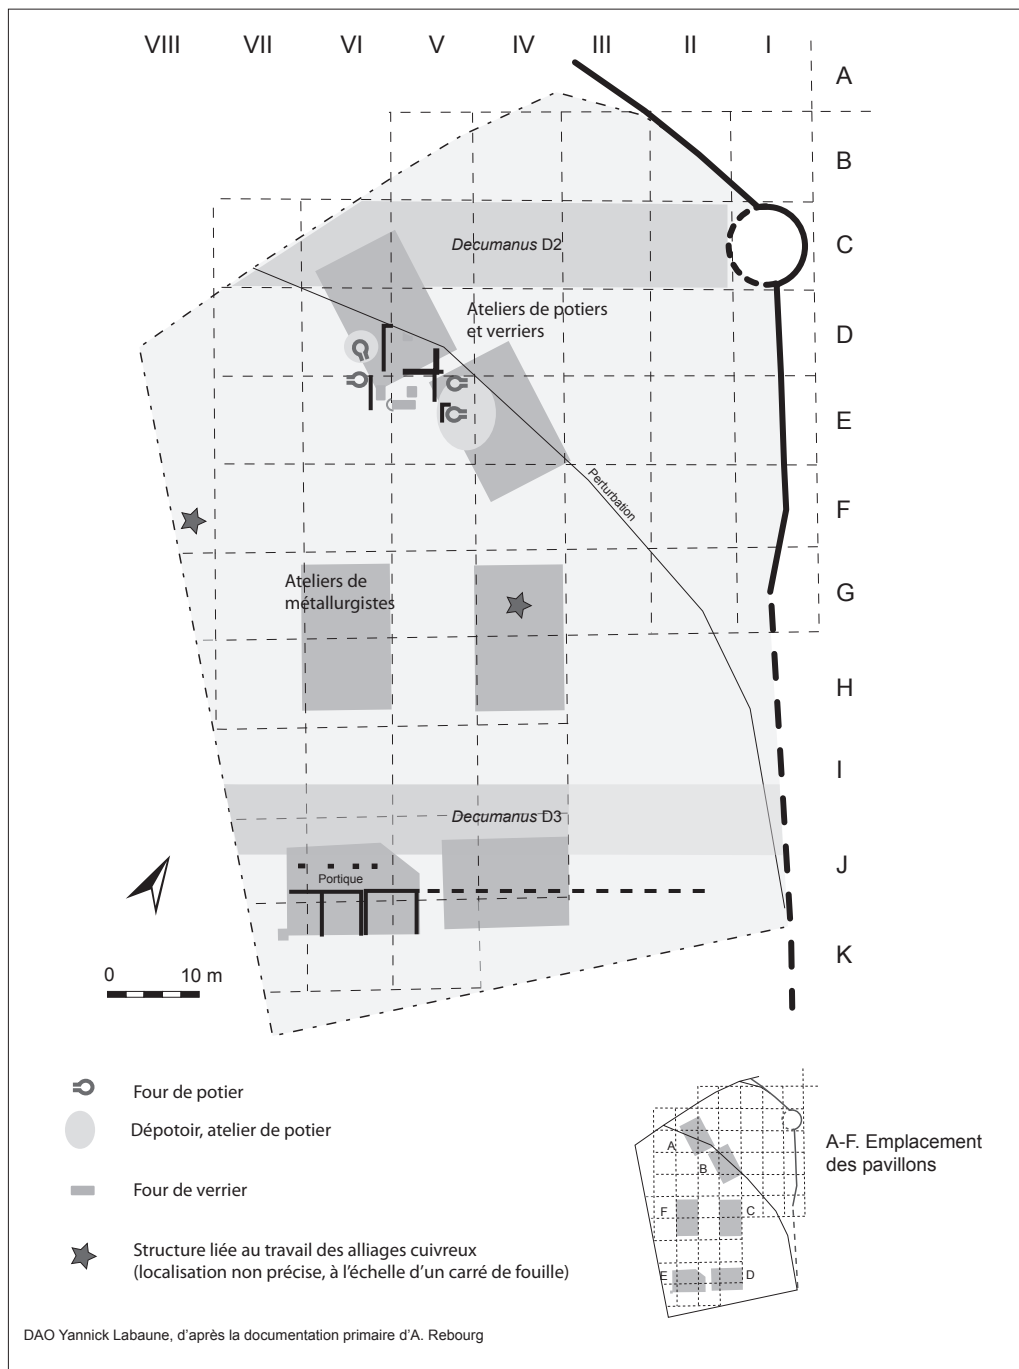 VIII VII VI V IV III II I
A
B
C
D
E
F
G
H
I
J
K
Decumanus D2
Ateliers de potiers
et verriers
Perturbation
Ateliers de
métallurgistes
Decumanus D3
Portique
0 10 m
Four de potier
Dépotoir, atelier de potier
Four de verrier
Structure liée au travail des alliages cuivreux
(localisation non précise, à l’échelle d’un carré de fouille)
A
B
F
C
E
D
A-F. Emplacement
des pavillons
DAO Yannick Labaune, d’après la documentation primaire d’A. Rebourg